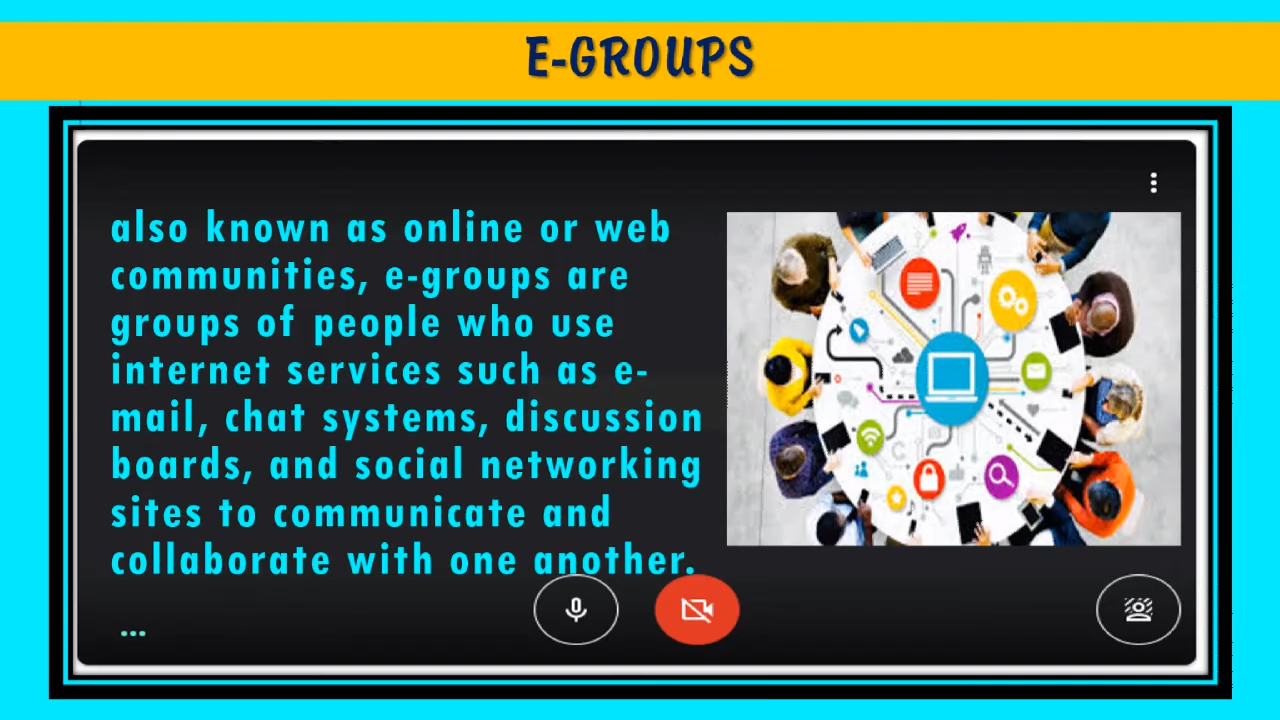 E-GROUPS
also known as online or web
communities, e-groups are
groups of people who use
internet services such as e-
mail, chat systems, discussion
boards, and social networking
sites to communicate and
collaborate with one another.
...